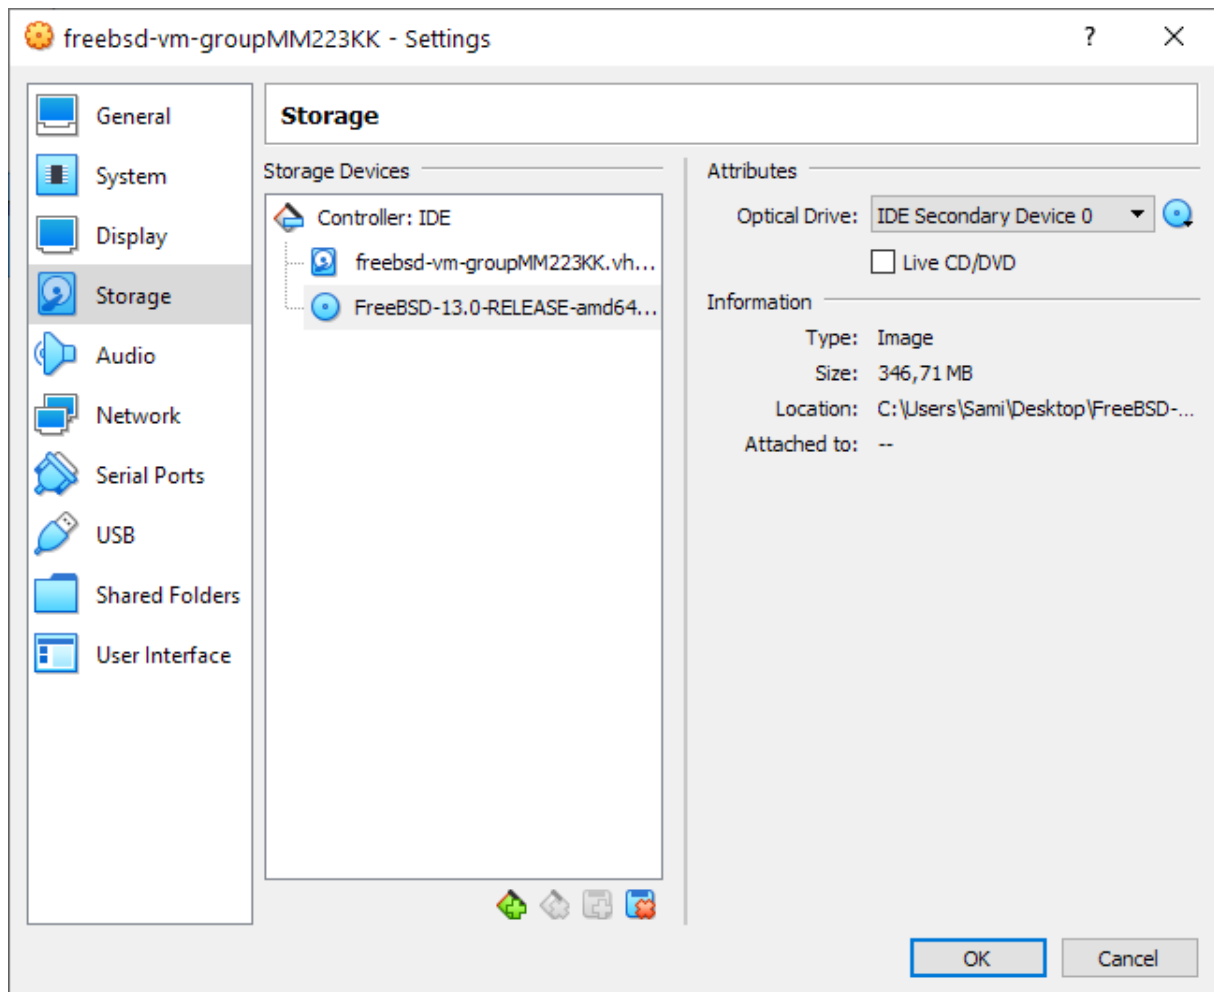 freebsd-vm-groupMM223KK - Settings
?
General
System
Display
Storage
Audio
Network
Serial Ports
USB
Shared Folders
User Interface
Storage
Storage Devices
Controller: IDE
freebsd-vm-groupMM223KK.vh...
FreeBSD-13.0-RELEASE-amd64...
Attributes
Optical Drive: IDE Secondary Device 0
Live CD/DVD
Information
Type: Image
Size: 346,71 MB
Location: C:\Users\Sami\Desktop\FreeBSD-...
Attached to: --
OK
Cancel